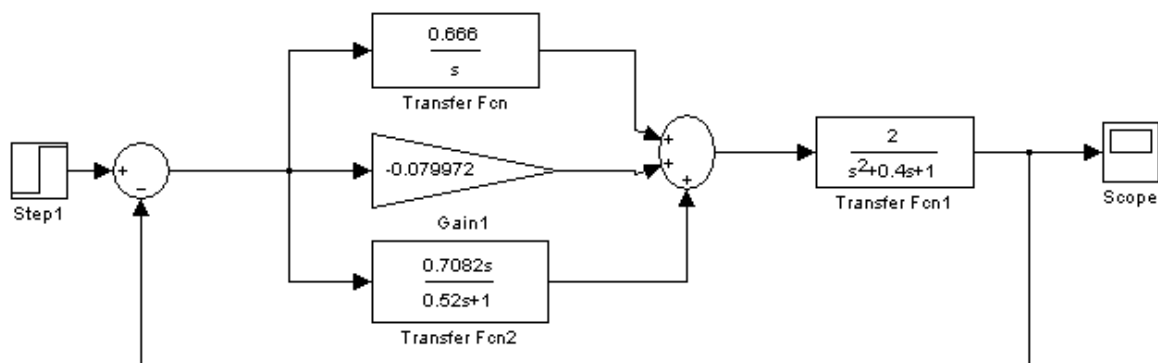 0.666
s
Transfer Fcn
+
−
Step1
-0.079972
Gain1
+
+
+
2
s²+0.4s+1
Transfer Fcn1
Scope
0.7082s
0.52s+1
Transfer Fcn2